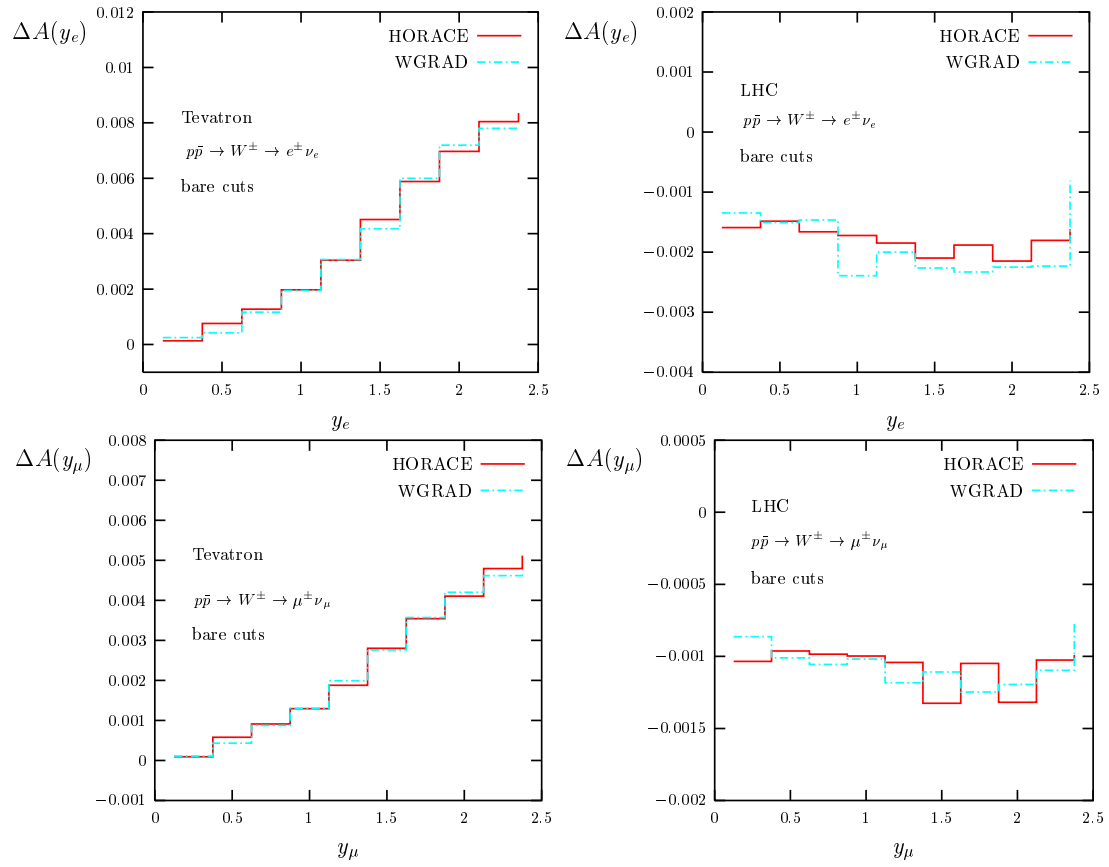 0.012
0.01
0.008
0.006
0.004
0.002
0
0
0.5
1
1.5
2
2.5
ΔA(y_e)
y_e
HORACE
WGRAD
Tevatron
pp̄ → W± → e±ν_e
bare cuts
0.002
0.001
0
−0.001
−0.002
−0.003
−0.004
0
0.5
1
1.5
2
2.5
ΔA(y_e)
y_e
HORACE
WGRAD
LHC
pp̄ → W± → e±ν_e
bare cuts
0.008
0.007
0.006
0.005
0.004
0.003
0.002
0.001
0
−0.001
0
0.5
1
1.5
2
2.5
ΔA(y_μ)
y_μ
HORACE
WGRAD
Tevatron
pp̄ → W± → μ±ν_μ
bare cuts
0.0005
0
−0.0005
−0.001
−0.0015
−0.002
0
0.5
1
1.5
2
2.5
ΔA(y_μ)
y_μ
HORACE
WGRAD
LHC
pp̄ → W± → μ±ν_μ
bare cuts